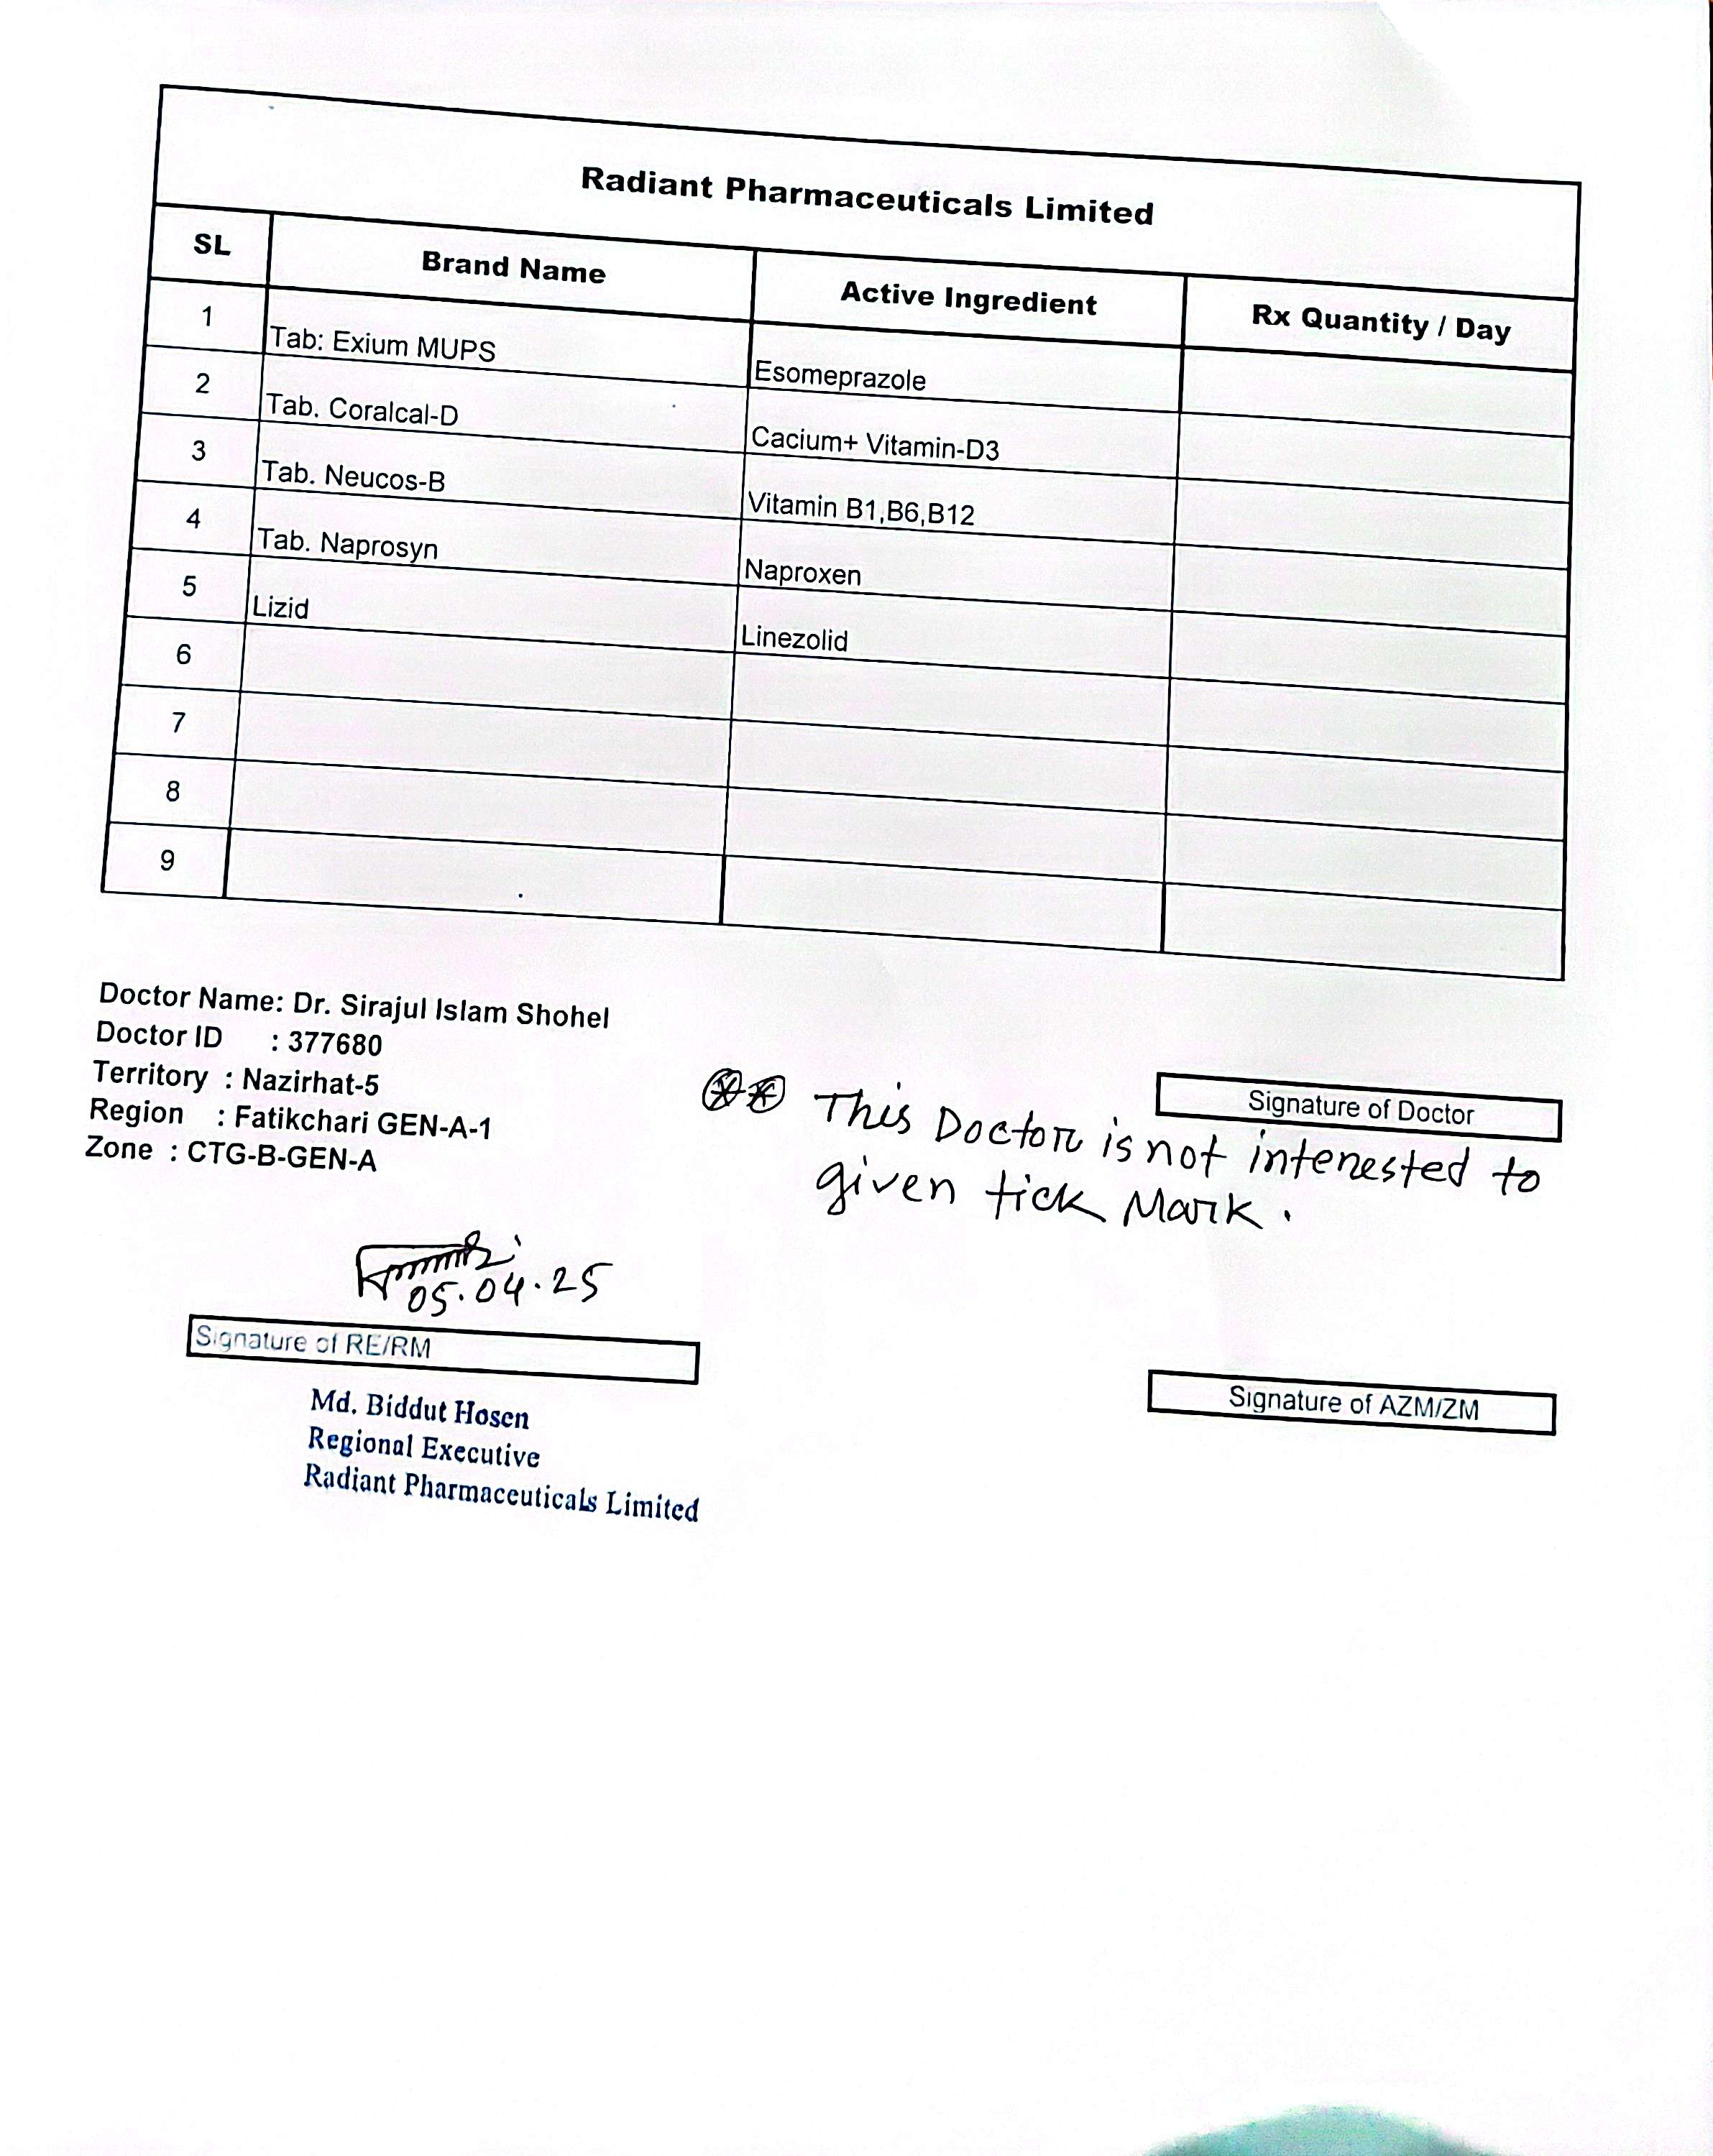 Radiant Pharmaceuticals Limited
SL Brand Name Active Ingredient Rx Quantity / Day
1 Tab: Exium MUPS Esomeprazole
2 Tab. Coralcal-D Cacium+ Vitamin-D3
3 Tab. Neucos-B Vitamin B1,B6,B12
4 Tab. Naprosyn Naproxen
5 Lizid Linezolid
6
7
8
9
Doctor Name: Dr. Sirajul Islam Shohel
Doctor ID : 377680
Territory : Nazirhat-5
Region : Fatikchari GEN-A-1
Zone : CTG-B-GEN-A
Signature of Doctor
This Doctor is not interested to
given tick Mark.
05.04.25
Signature of RE/RM
Md. Biddut Hosen
Regional Executive
Radiant Pharmaceuticals Limited
Signature of AZM/ZM